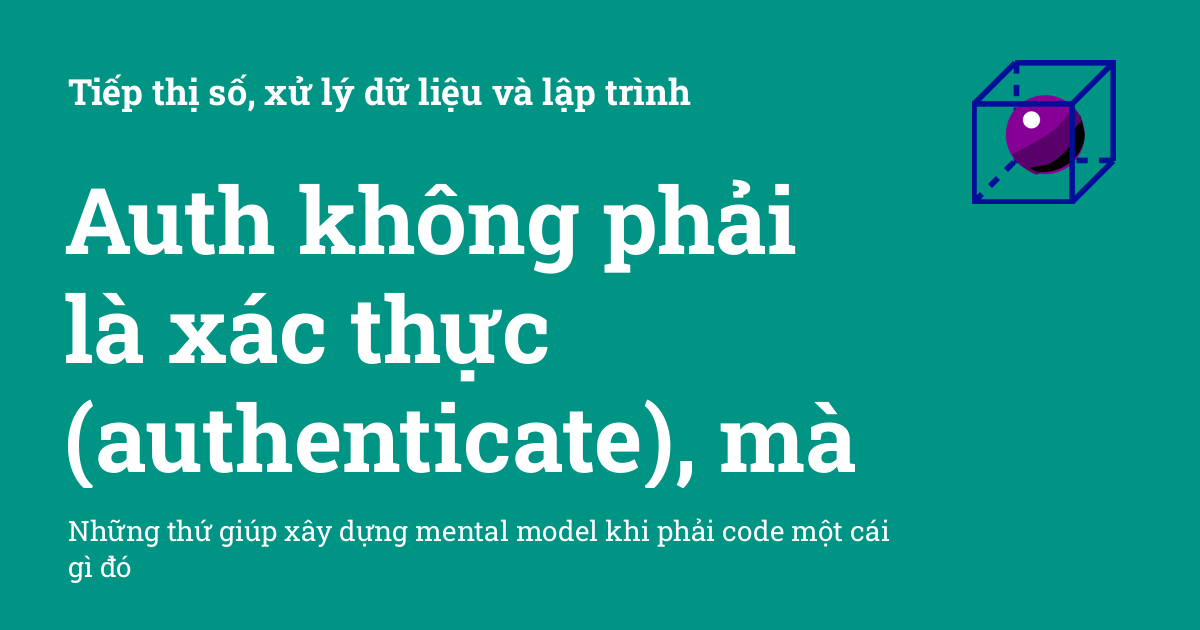 Tiếp thị số, xử lý dữ liệu và lập trình
Auth không phải
là xác thực
(authenticate), mà
Những thứ giúp xây dựng mental model khi phải code một cái
gì đó